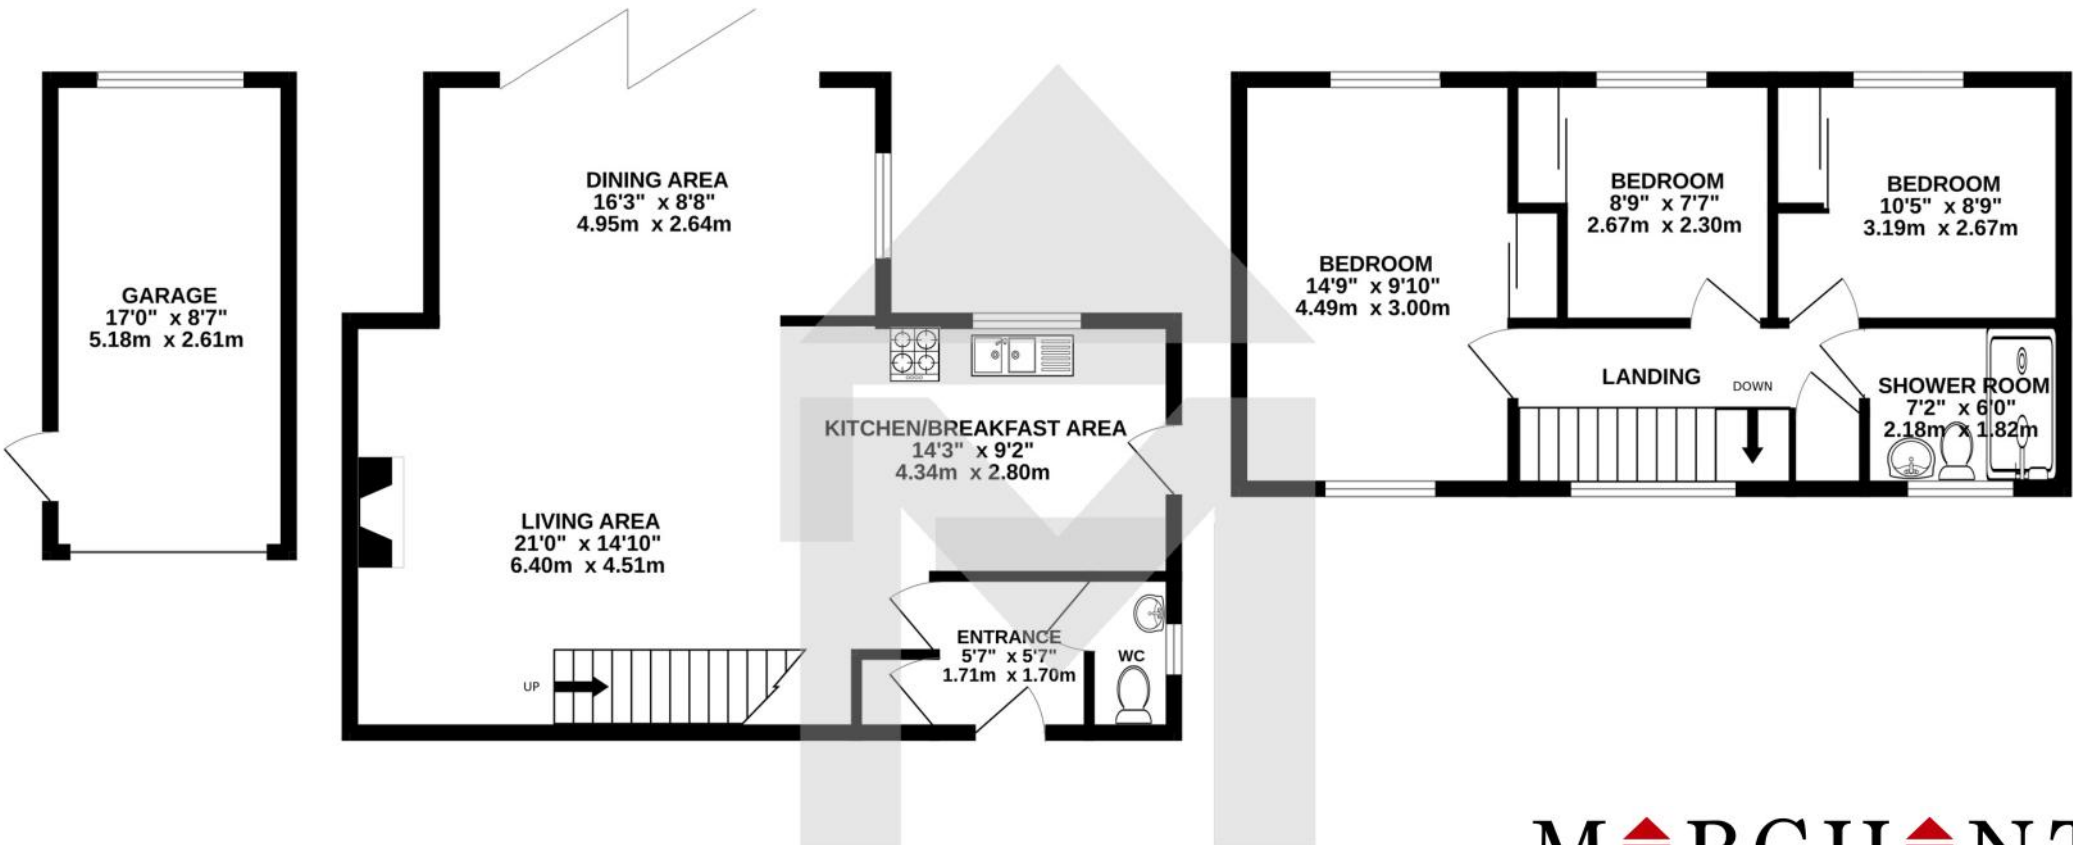 GARAGE
17'0" x 8'7"
5.18m x 2.61m
DINING AREA
16'3" x 8'8"
4.95m x 2.64m
KITCHEN/BREAKFAST AREA
14'3" x 9'2"
4.34m x 2.80m
LIVING AREA
21'0" x 14'10"
6.40m x 4.51m
UP
ENTRANCE
5'7" x 5'7"
1.71m x 1.70m
WC
BEDROOM
14'9" x 9'10"
4.49m x 3.00m
BEDROOM
8'9" x 7'7"
2.67m x 2.30m
BEDROOM
10'5" x 8'9"
3.19m x 2.67m
LANDING
DOWN
SHOWER ROOM
7'2" x 6'0"
2.18m x 1.82m